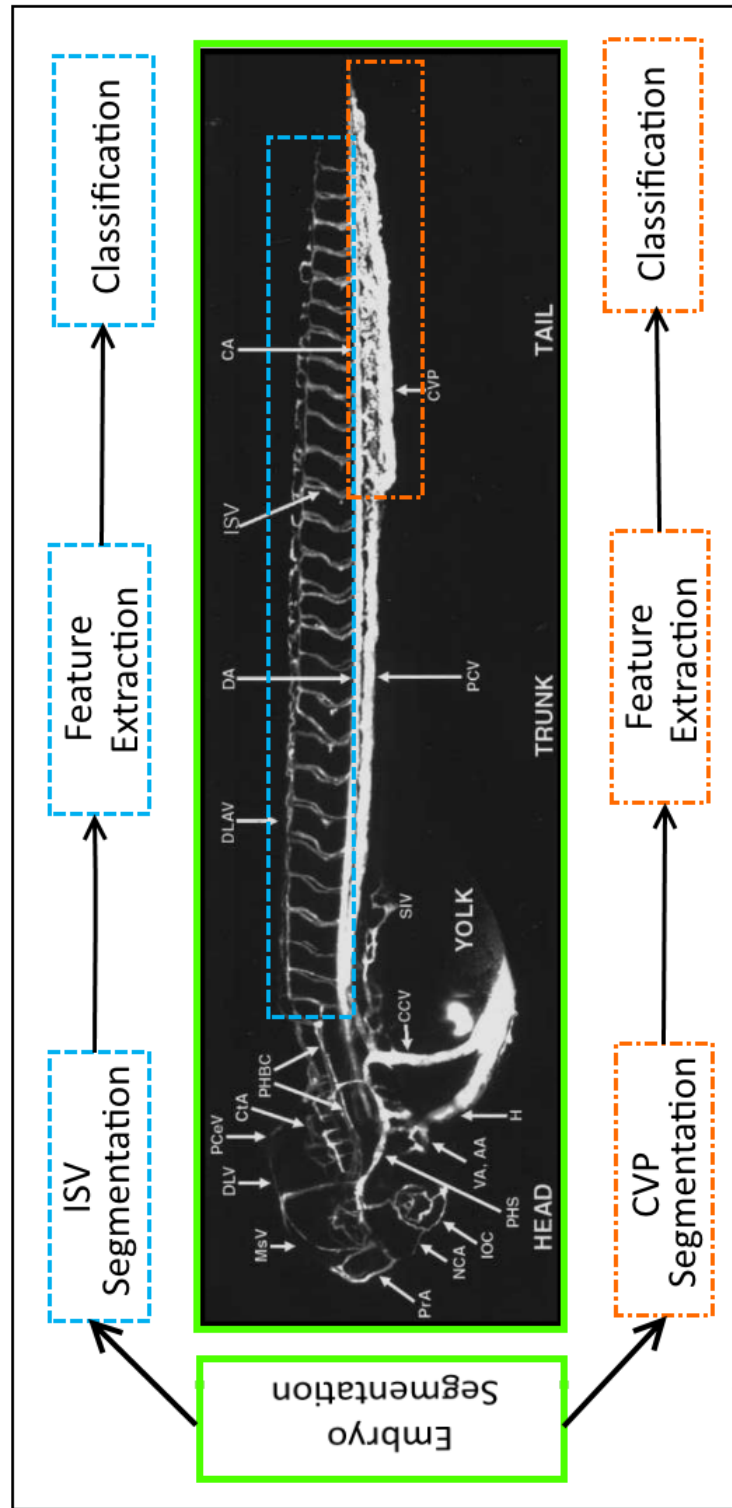 Embryo
Segmentation
ISV
Segmentation
Feature
Extraction
Classification
PrA
MsV
DLV
PCeV
CtA
PHBC
DLAV
DA
ISV
CA
NCA
IOC
PHS
VA, AA
H
CCV
SIV
YOLK
PCV
CVP
HEAD
TRUNK
TAIL
CVP
Segmentation
Feature
Extraction
Classification